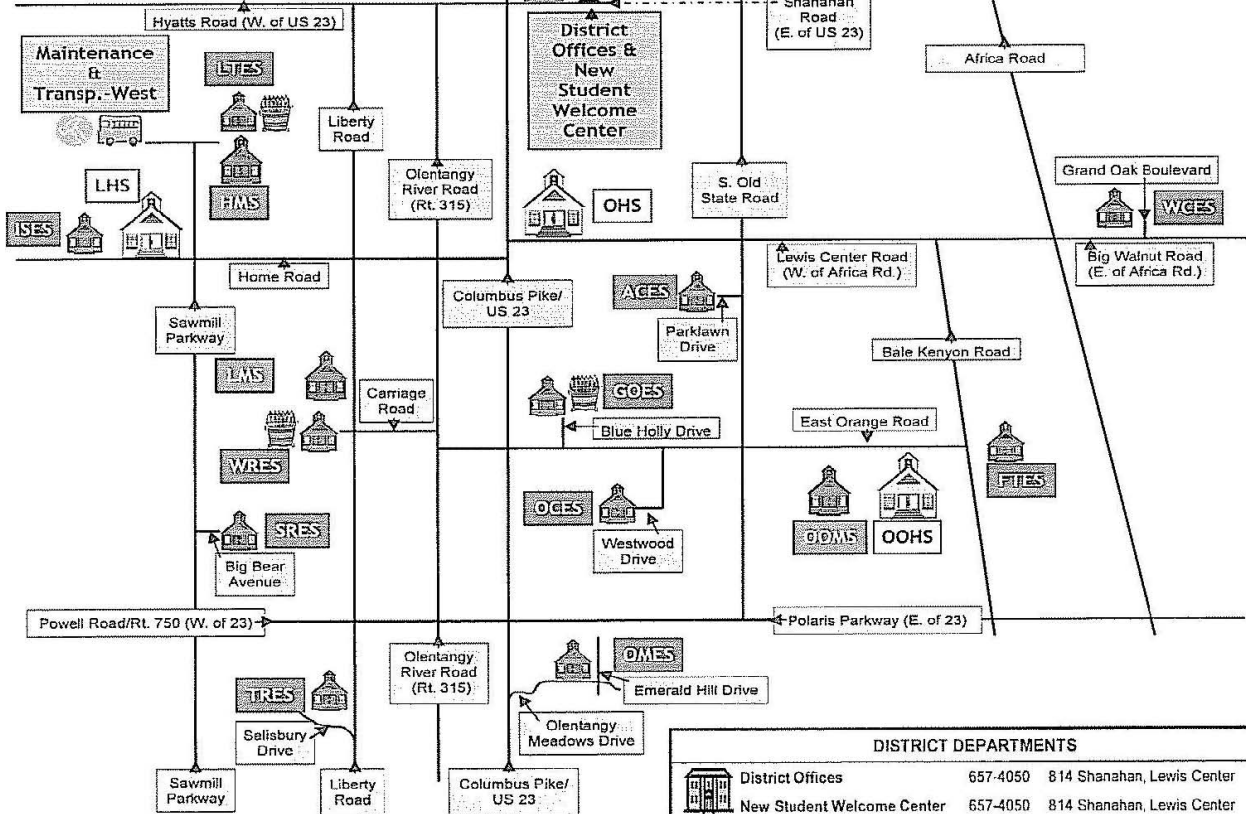 Shanahan
Road
(E. of US 23)
Hyatts Road (W. of US 23)
Maintenance
&
Transp.-West
LTES
District
Offices &
New
Student
Welcome
Center
Africa Road
Liberty
Road
LHS
HMS
Olentangy
River Road
(Rt. 315)
OHS
S. Old
State Road
Grand Oak Boulevard
WCES
ISES
Home Road
Lewis Center Road
(W. of Africa Rd.)
Big Walnut Road
(E. of Africa Rd.)
Columbus Pike/
US 23
ACES
Sawmill
Parkway
Parklawn
Drive
Bale Kenyon Road
LMS
Carriage
Road
GOES
Blue Holly Drive
East Orange Road
WRES
FTES
OCES
SRES
Westwood
Drive
OOMS
OOHS
Big Bear
Avenue
Powell Road/Rt. 750 (W. of 23)
Polaris Parkway (E. of 23)
Olentangy
River Road
(Rt. 315)
OMES
TRES
Emerald Hill Drive
Selisbury
Drive
Olentangy
Meadows Drive
Sawmill
Parkway
Liberty
Road
Columbus Pike/
US 23
DISTRICT DEPARTMENTS
District Offices 657-4050 814 Shanahan, Lewis Center
New Student Welcome Center 657-4050 814 Shanahan, Lewis Center